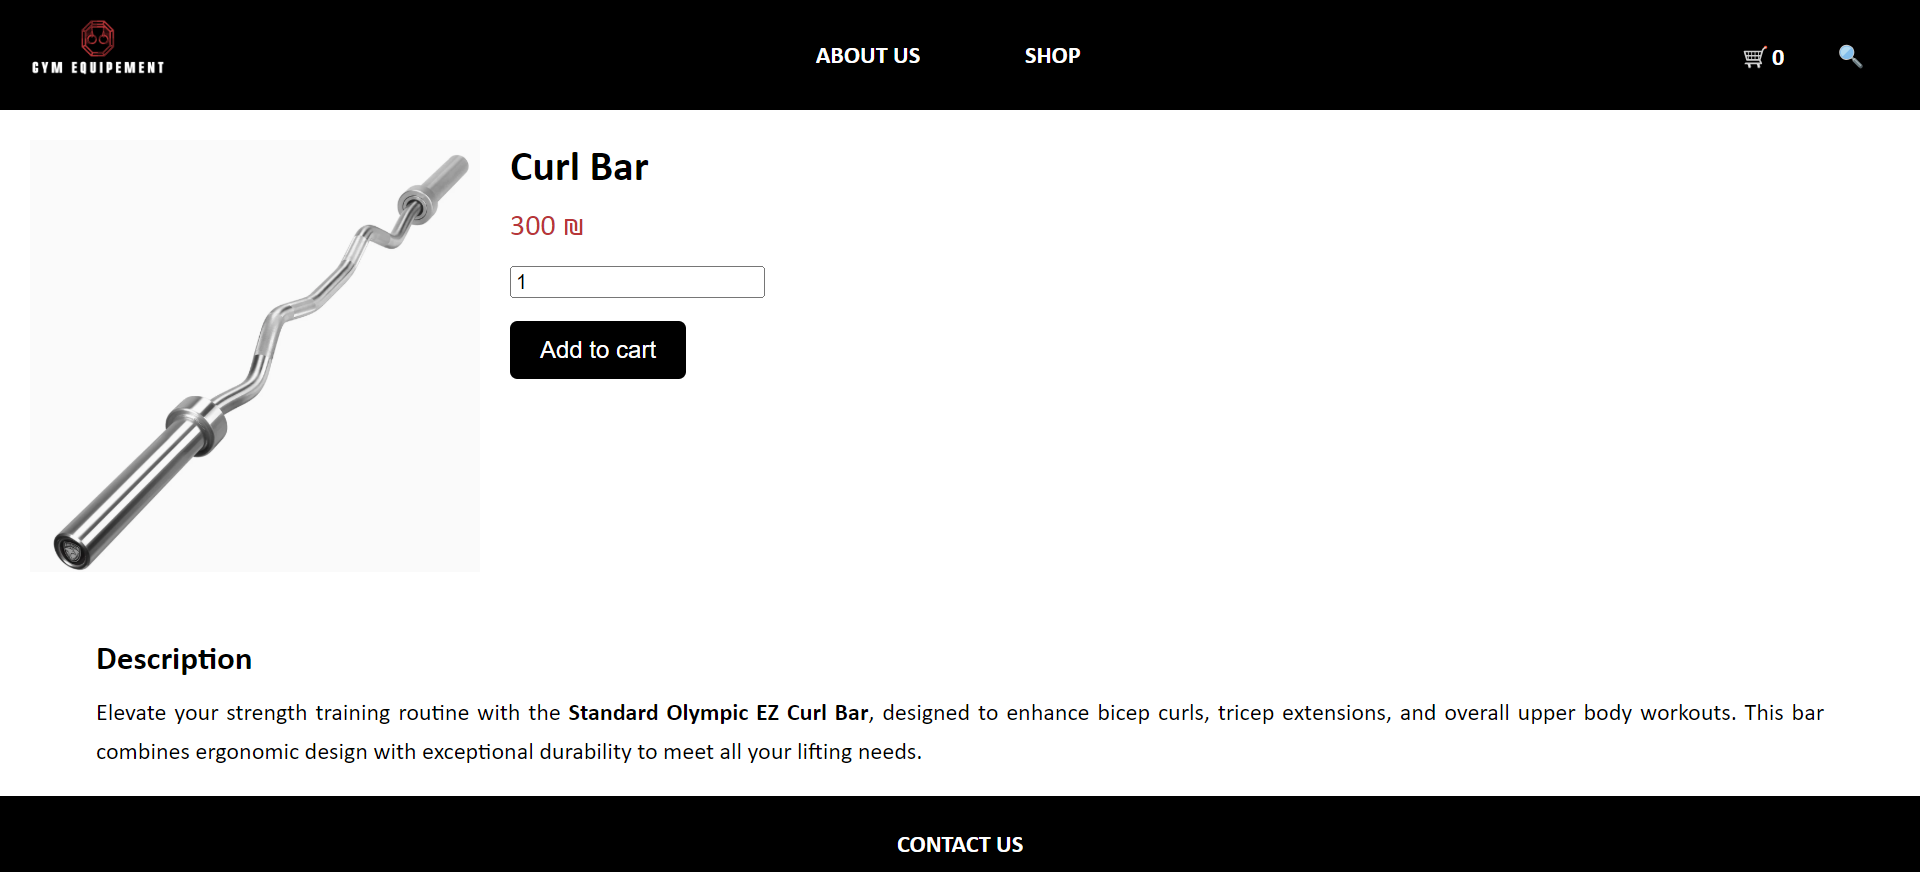 GYM EQUIPEMENT
ABOUT US
SHOP
0
Curl Bar
300 ₪
1
Add to cart
Description
Elevate your strength training routine with the Standard Olympic EZ Curl Bar, designed to enhance bicep curls, tricep extensions, and overall upper body workouts. This bar
combines ergonomic design with exceptional durability to meet all your lifting needs.
CONTACT US